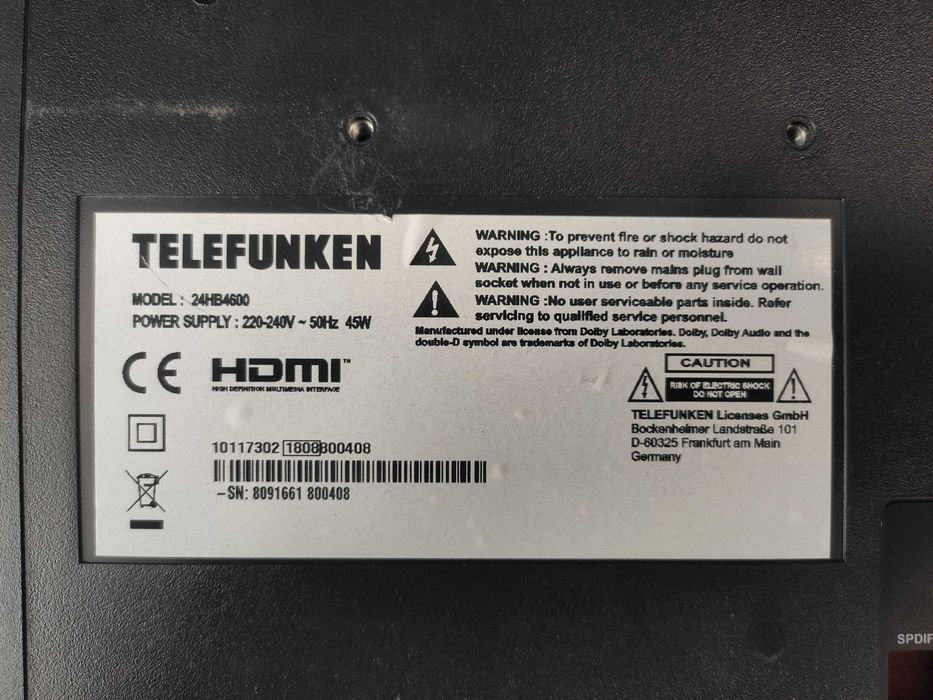 TELEFUNKEN
MODEL : 24HB4600
POWER SUPPLY : 220-240V ~ 50Hz 45W
CE
HDMI™
HIGH DEFINITION MULTIMEDIA INTERFACE
10117302 1808800408
-SN: 8091661 800408
WARNING :To prevent fire or shock hazard do not
expose this appliance to rain or moisture
WARNING : Always remove mains plug from wall
socket when not in use or before any service operation.
WARNING :No user serviceable parts inside. Refer
servicing to qualified service personnel.
Manufactured under license from Dolby Laboratories. Dolby, Dolby Audio and the
double-D symbol are trademarks of Dolby Laboratories.
CAUTION
RISK OF ELECTRIC SHOCK
DO NOT OPEN
TELEFUNKEN Licenses GmbH
Bockenheimer Landstraße 101
D-60325 Frankfurt am Main
Germany
SPDIF